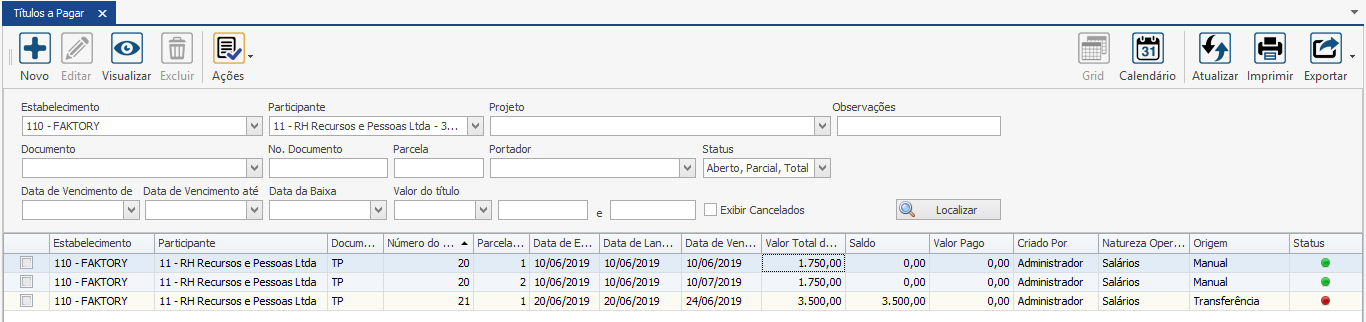 Títulos a Pagar
Novo Editar Visualizar Excluir Ações Grid 31 Calendário Atualizar Imprimir Exportar
Estabelecimento Participante Projeto Observações
110 - FAKTORY 11 - RH Recursos e Pessoas Ltda - 3...
Documento No. Documento Parcela Portador Status
Aberto, Parcial, Total
Data de Vencimento de Data de Vencimento até Data da Baixa Valor do título
e Exibir Cancelados Localizar
Estabelecimento Participante Docum... Número do ... Parcela... Data de E... Data de Lan... Data de Ven... Valor Total d... Saldo Valor Pago Criado Por Natureza Oper... Origem Status
110 - FAKTORY 11 - RH Recursos e Pessoas Ltda TP 20 1 10/06/2019 10/06/2019 10/06/2019 1.750,00 0,00 0,00 Administrador Salários Manual
110 - FAKTORY 11 - RH Recursos e Pessoas Ltda TP 20 2 10/06/2019 10/06/2019 10/07/2019 1.750,00 0,00 0,00 Administrador Salários Manual
110 - FAKTORY 11 - RH Recursos e Pessoas Ltda TP 21 1 20/06/2019 20/06/2019 24/06/2019 3.500,00 3.500,00 0,00 Administrador Salários Transferência